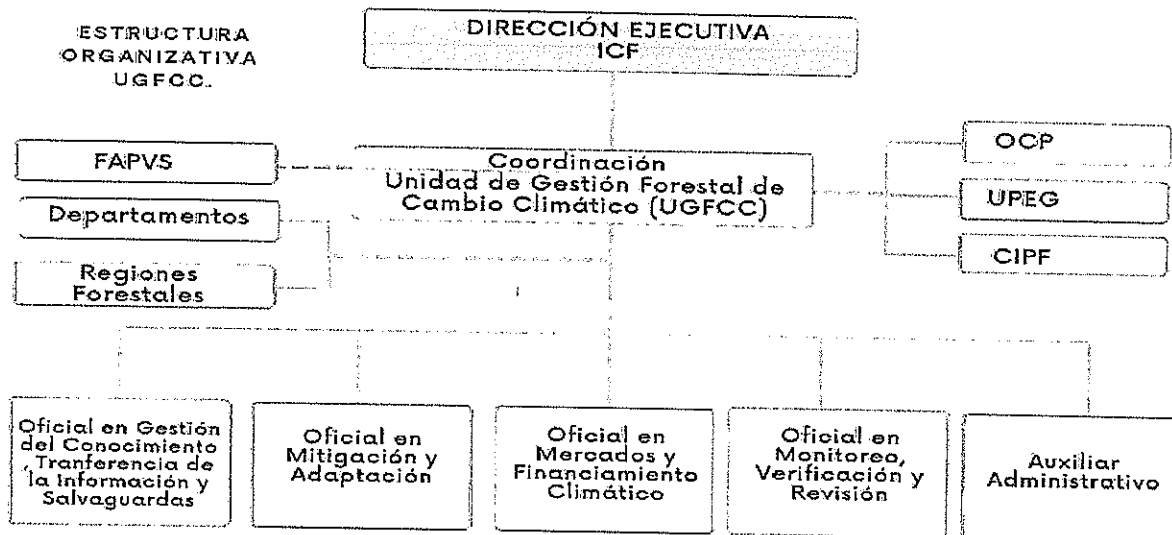 ESTRUCTURA
ORGANIZATIVA
UGFCC.
DIRECCIÓN EJECUTIVA
ICF
FAPVS
Departamentos
Regiones
Forestales
Coordinación
Unidad de Gestión Forestal de
Cambio Climático (UGFCC)
OCP
UPEG
CIPF
Oficial en Gestión
del Conocimiento
, Tranferencia de
la Información y
Salvaguardas
Oficial en
Mitigación y
Adaptación
Oficial en
Mercados y
Financiamiento
Climático
Oficial en
Monitoreo,
Verificación y
Revisión
Auxiliar
Administrativo